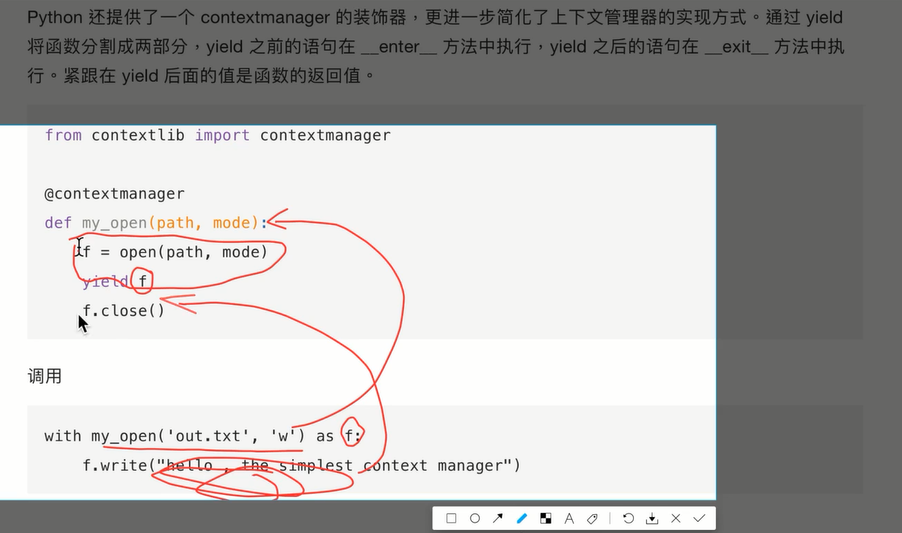 Python 还提供了一个 contextmanager 的装饰器，更进一步简化了上下文管理器的实现方式。通过 yield
将函数分割成两部分，yield 之前的语句在 __enter__ 方法中执行，yield 之后的语句在 __exit__ 方法中执
行。紧跟在 yield 后面的值是函数的返回值。
from contextlib import contextmanager
@contextmanager
def my_open(path, mode):
f = open(path, mode)
yield f
f.close()
调用
with my_open('out.txt', 'w') as f:
f.write("hello , the simplest context manager")
A